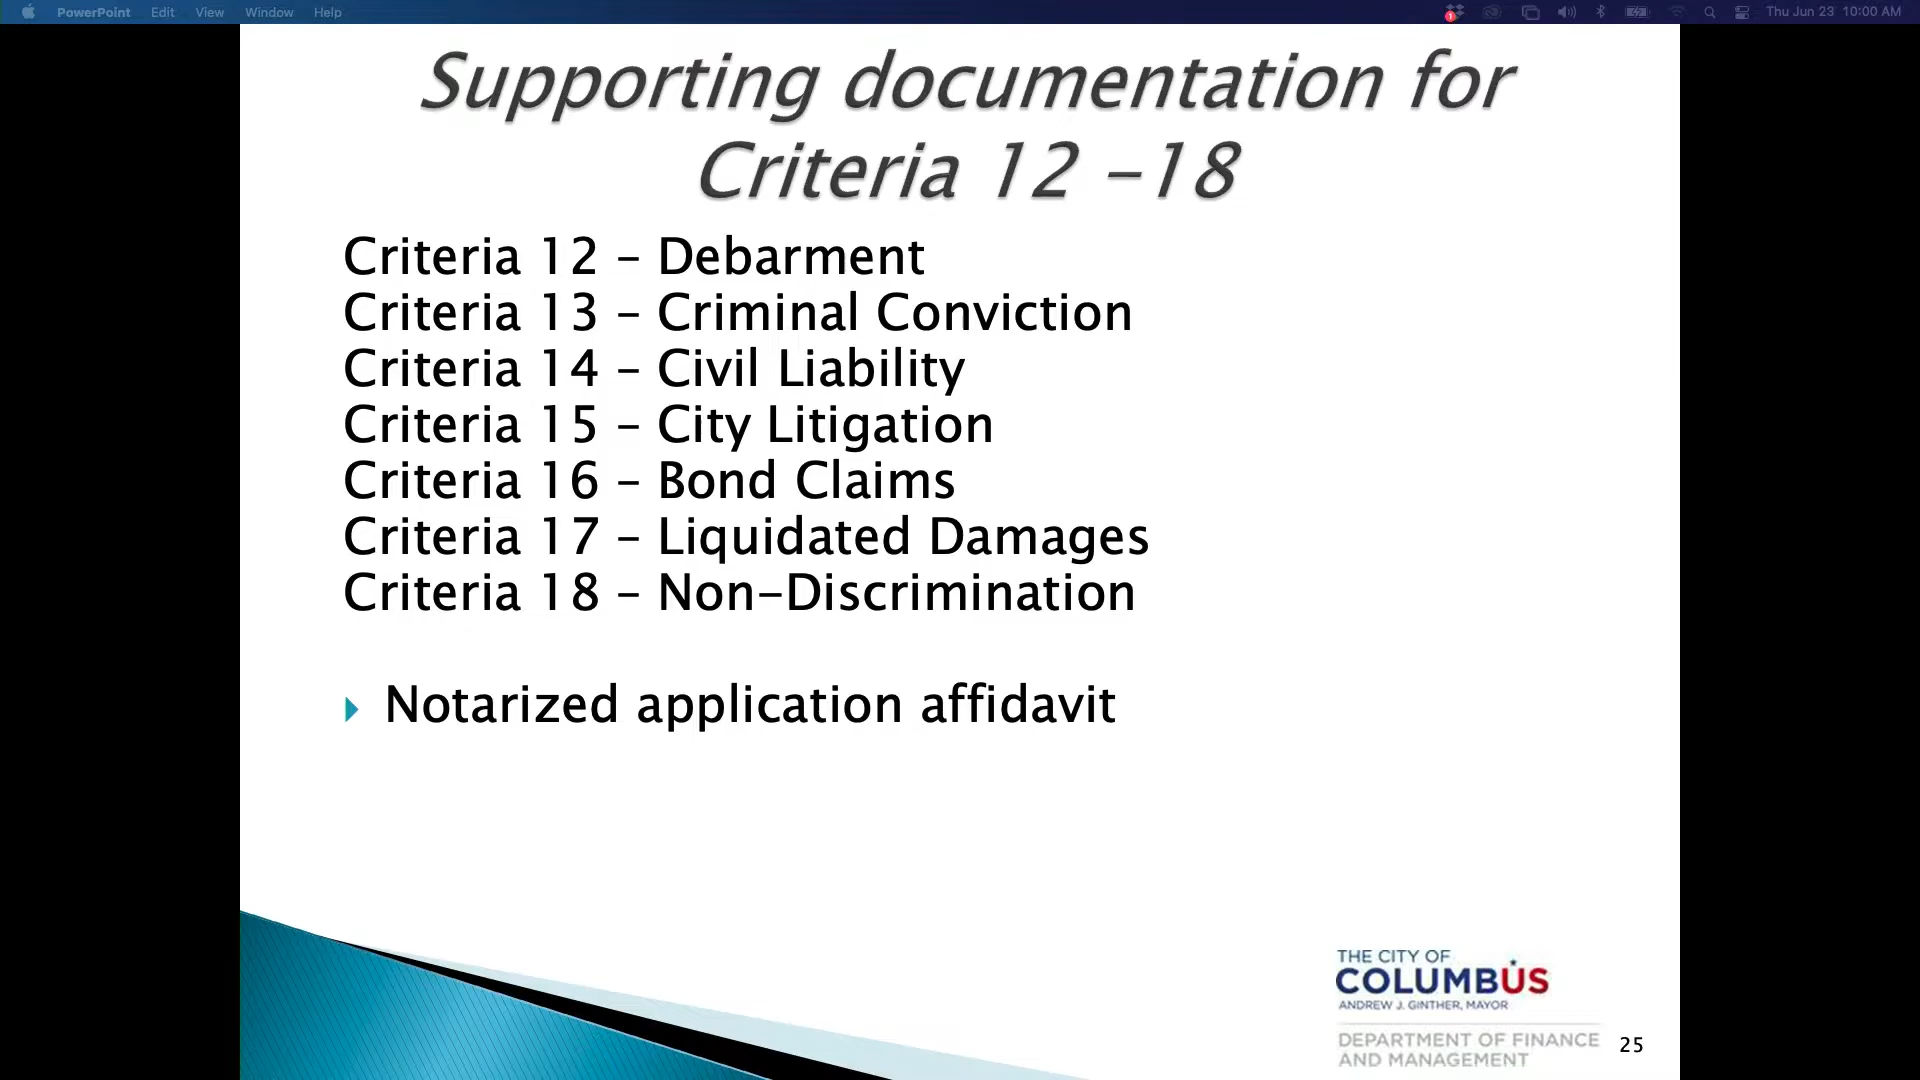 PowerPoint Edit View Window Help
1 Thu Jun 23 10:00 AM
Supporting documentation for
Criteria 12 -18
Criteria 12 – Debarment
Criteria 13 – Criminal Conviction
Criteria 14 – Civil Liability
Criteria 15 – City Litigation
Criteria 16 – Bond Claims
Criteria 17 – Liquidated Damages
Criteria 18 – Non-Discrimination
Notarized application affidavit
THE CITY OF
COLUMBUS
ANDREW J. GINTHER, MAYOR
DEPARTMENT OF FINANCE
AND MANAGEMENT
25